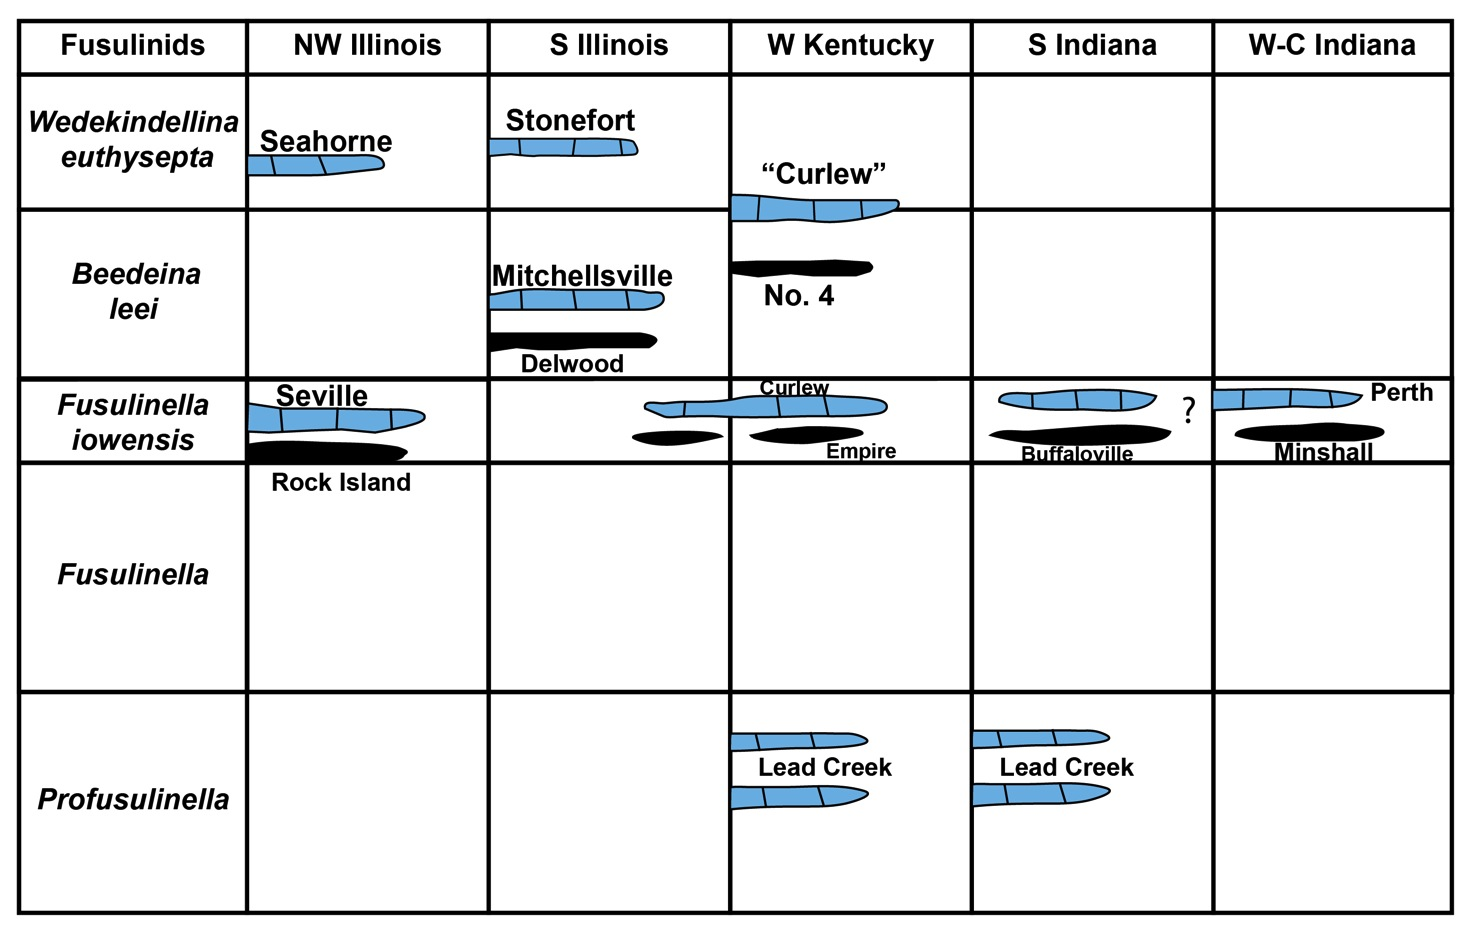 Fusulinids NW Illinois S Illinois W Kentucky S Indiana W-C Indiana
Wedekindellina
euthysepta
Seahorne
Stonefort
“Curlew”
Beedeina
leei
Mitchellsville
Delwood
No. 4
Fusulinella
iowensis
Seville
Rock Island
Curlew
Empire
Buffaloville
?
Perth
Minshall
Fusulinella
Profusulinella
Lead Creek
Lead Creek